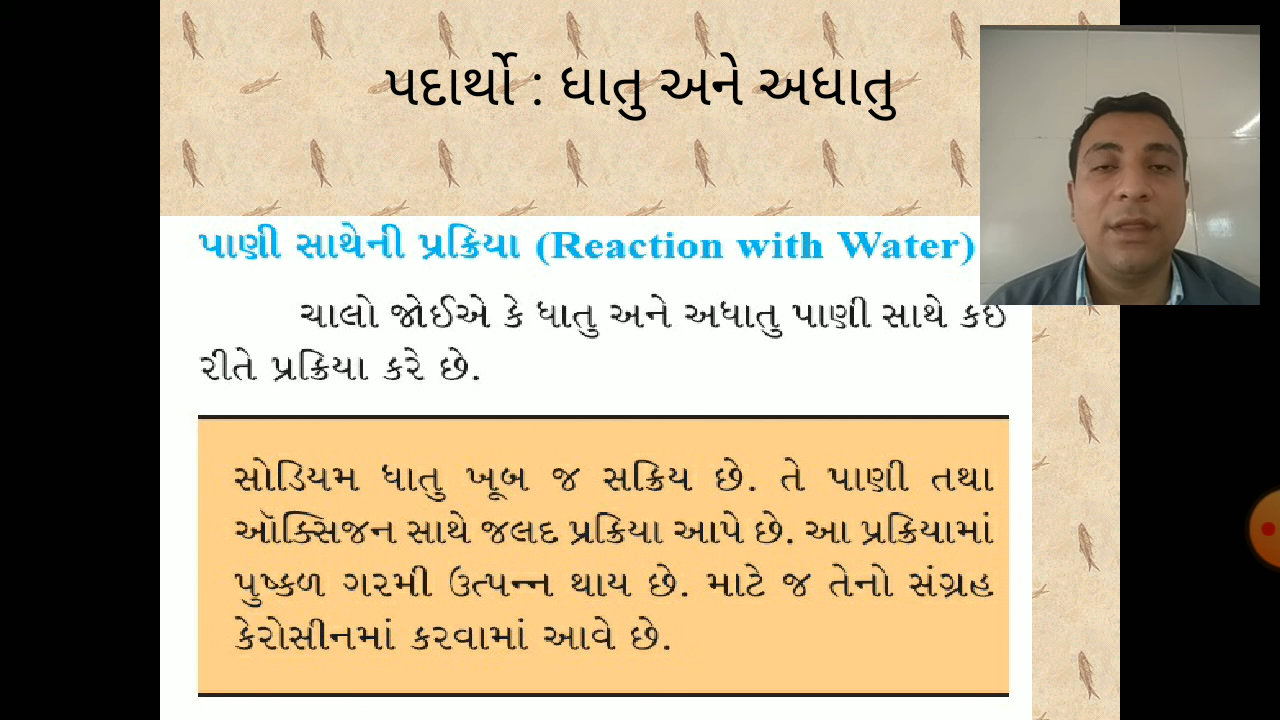 પદાર્થો : ધાતુ અને અધાતુ
પાણી સાથેની પ્રક્રિયા (Reaction with Water)
ચાલો જોઈએ કે ધાતુ અને અધાતુ પાણી સાથે કઈ
રીતે પ્રક્રિયા કરે છે.
સોડિયમ ધાતુ ખૂબ જ સક્રિય છે. તે પાણી તથા
ઑક્સિજન સાથે જલદ પ્રક્રિયા આપે છે. આ પ્રક્રિયામાં
પુષ્કળ ગરમી ઉત્પન્ન થાય છે. માટે જ તેનો સંગ્રહ
કેરોસીનમાં કરવામાં આવે છે.